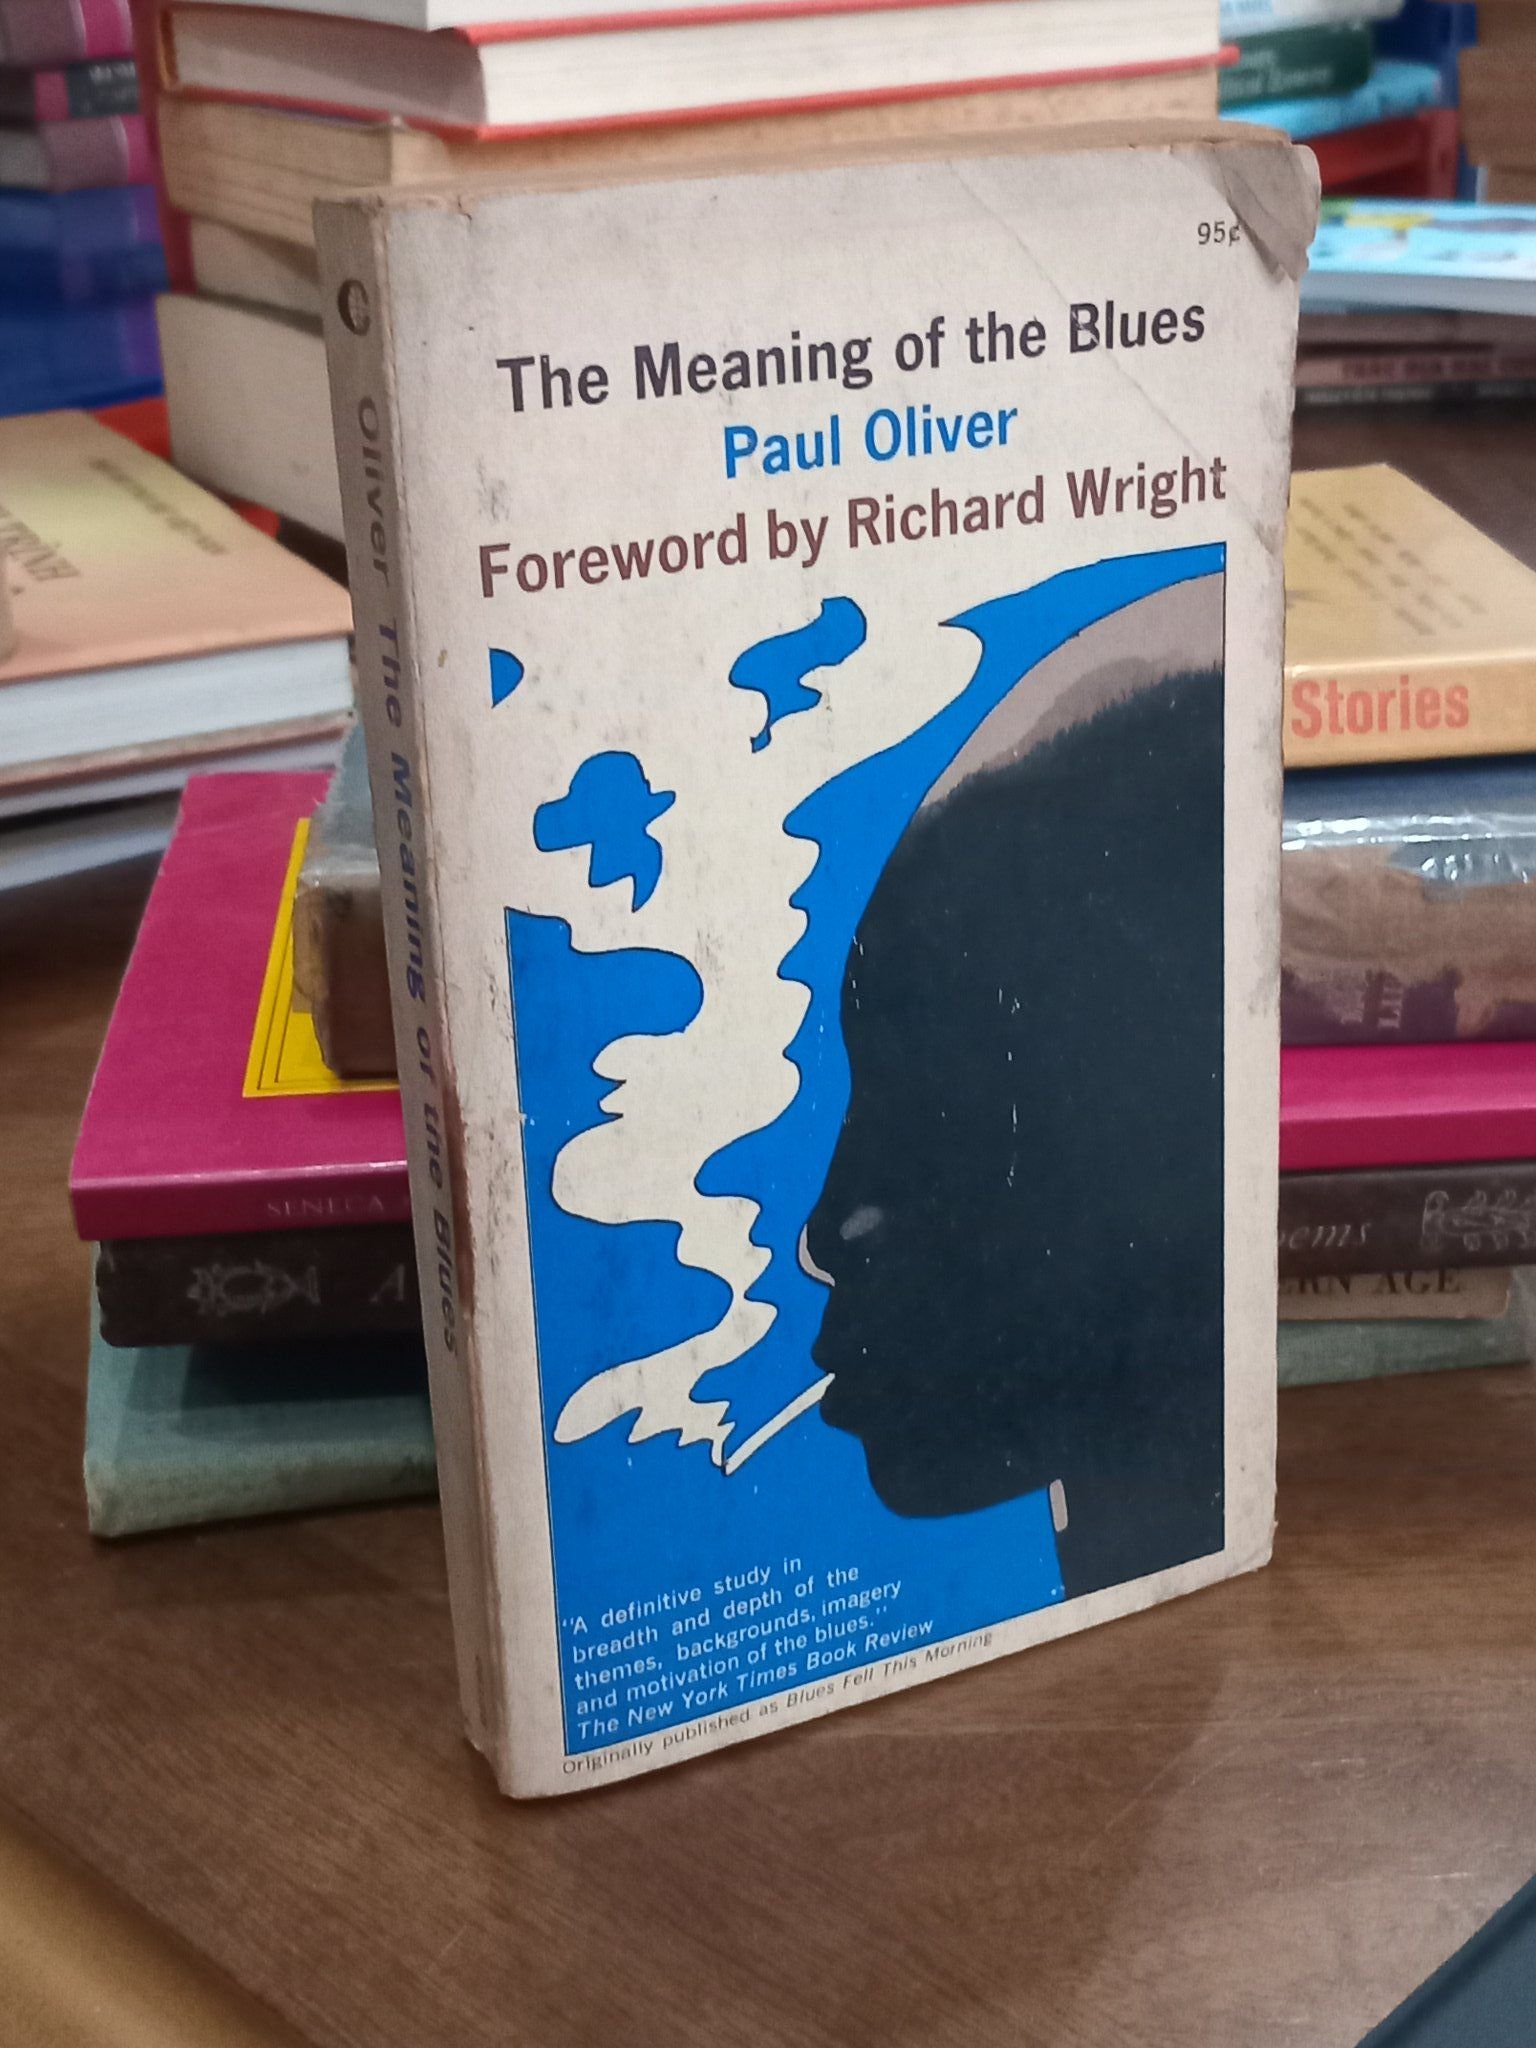 95¢
The Meaning of the Blues
Paul Oliver
Foreword by Richard Wright
"A definitive study in
breadth and depth of the
themes, backgrounds, imagery
and motivation of the blues."
The New York Times Book Review
Originally published as Blues Fell This Morning
Oliver The Meaning of the Blues
Stories
SENECA
A
ERN AGE